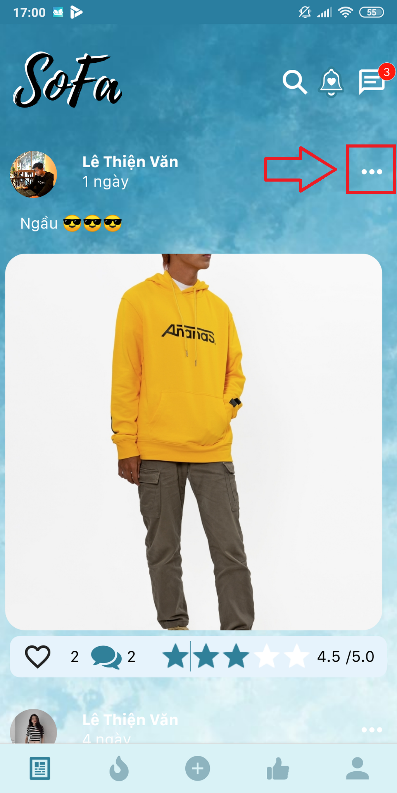 17:00
55
SoFa
3
Lê Thiện Văn
1 ngày
Ngầu 😎😎😎
Ananas
2 2 4.5 /5.0
Lê Thiện Văn
4 ngày